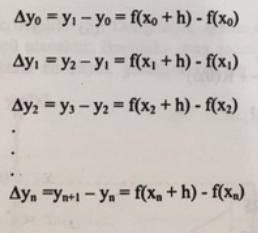 Δy₀ = y₁ – y₀ = f(x₀ + h) - f(x₀)
Δy₁ = y₂ – y₁ = f(x₁ + h) - f(x₁)
Δy₂ = y₃ – y₂ = f(x₂ + h) - f(x₂)
.
.
.
Δyₙ =yₙ₊₁ – yₙ = f(xₙ + h) - f(xₙ)